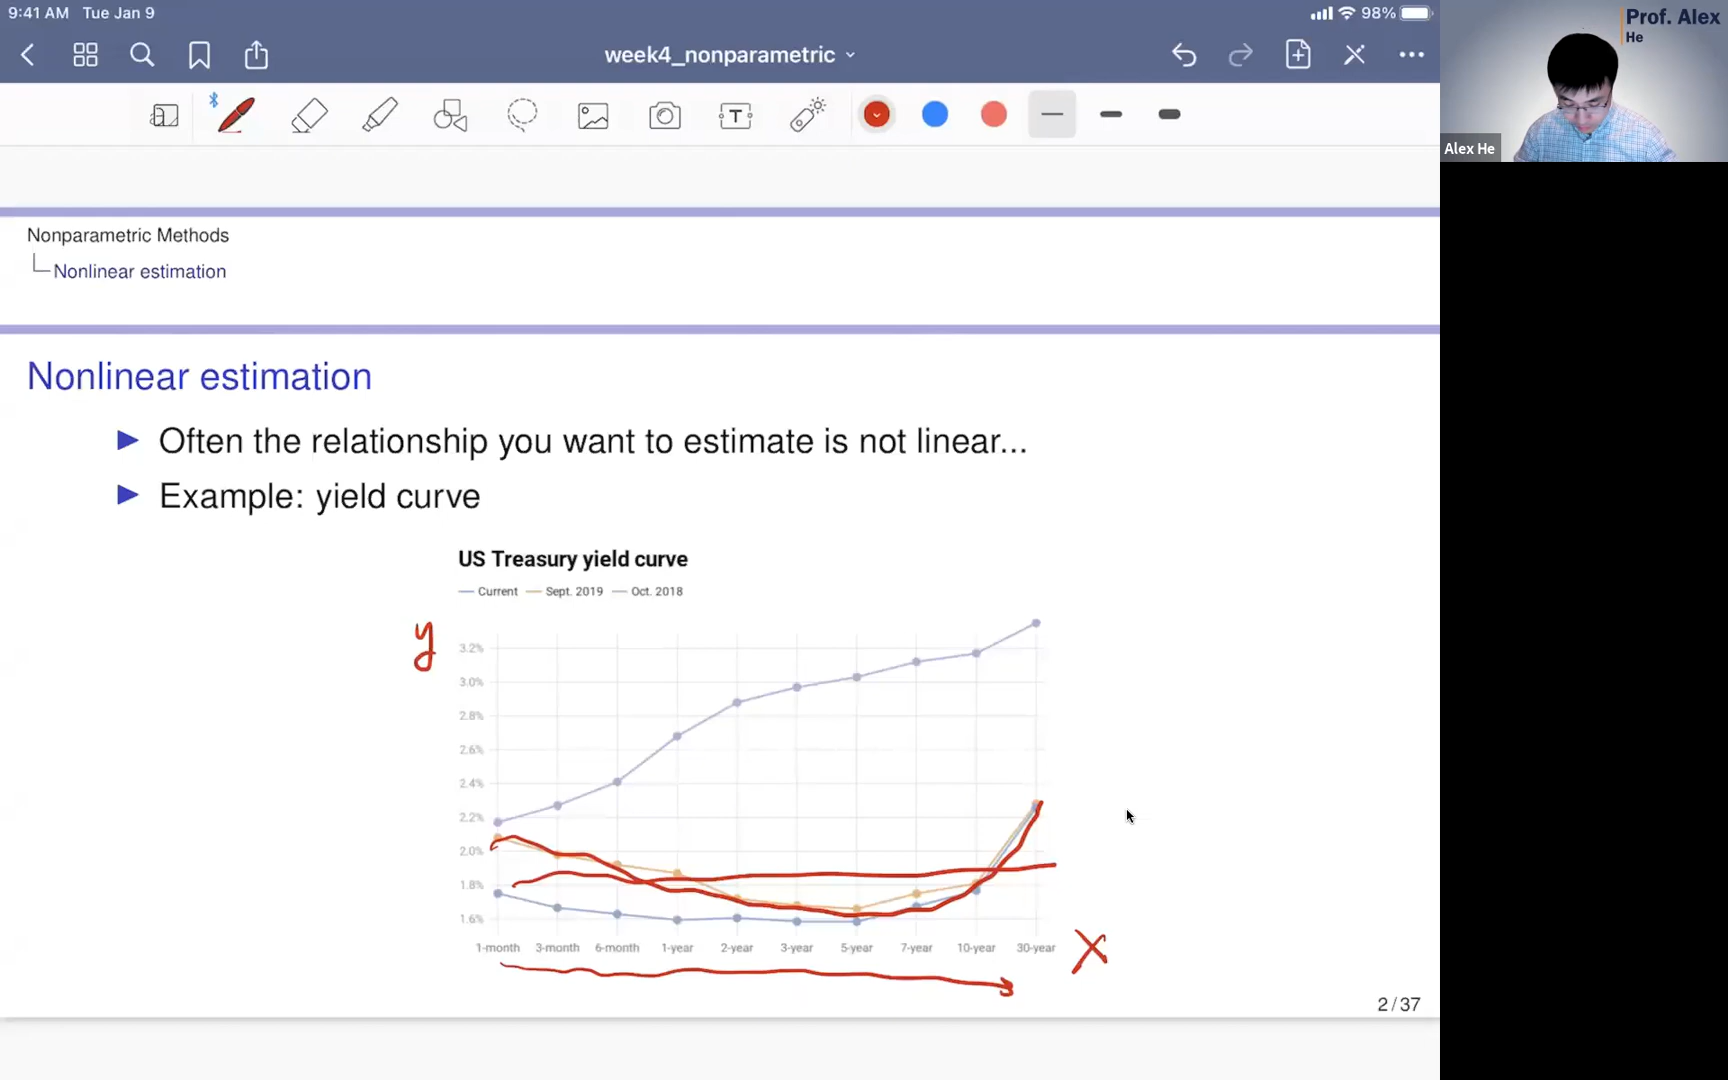 9:41 AM Tue Jan 9
98%
week4_nonparametric
T
Prof. Alex
He
Alex He
Nonparametric Methods
Nonlinear estimation
Nonlinear estimation
Often the relationship you want to estimate is not linear...
Example: yield curve
US Treasury yield curve
Current Sept. 2019 Oct. 2018
y
3.2%
3.0%
2.8%
2.6%
2.4%
2.2%
2.0%
1.8%
1.6%
1-month 3-month 6-month 1-year 2-year 3-year 5-year 7-year 10-year 30-year
X
2 / 37